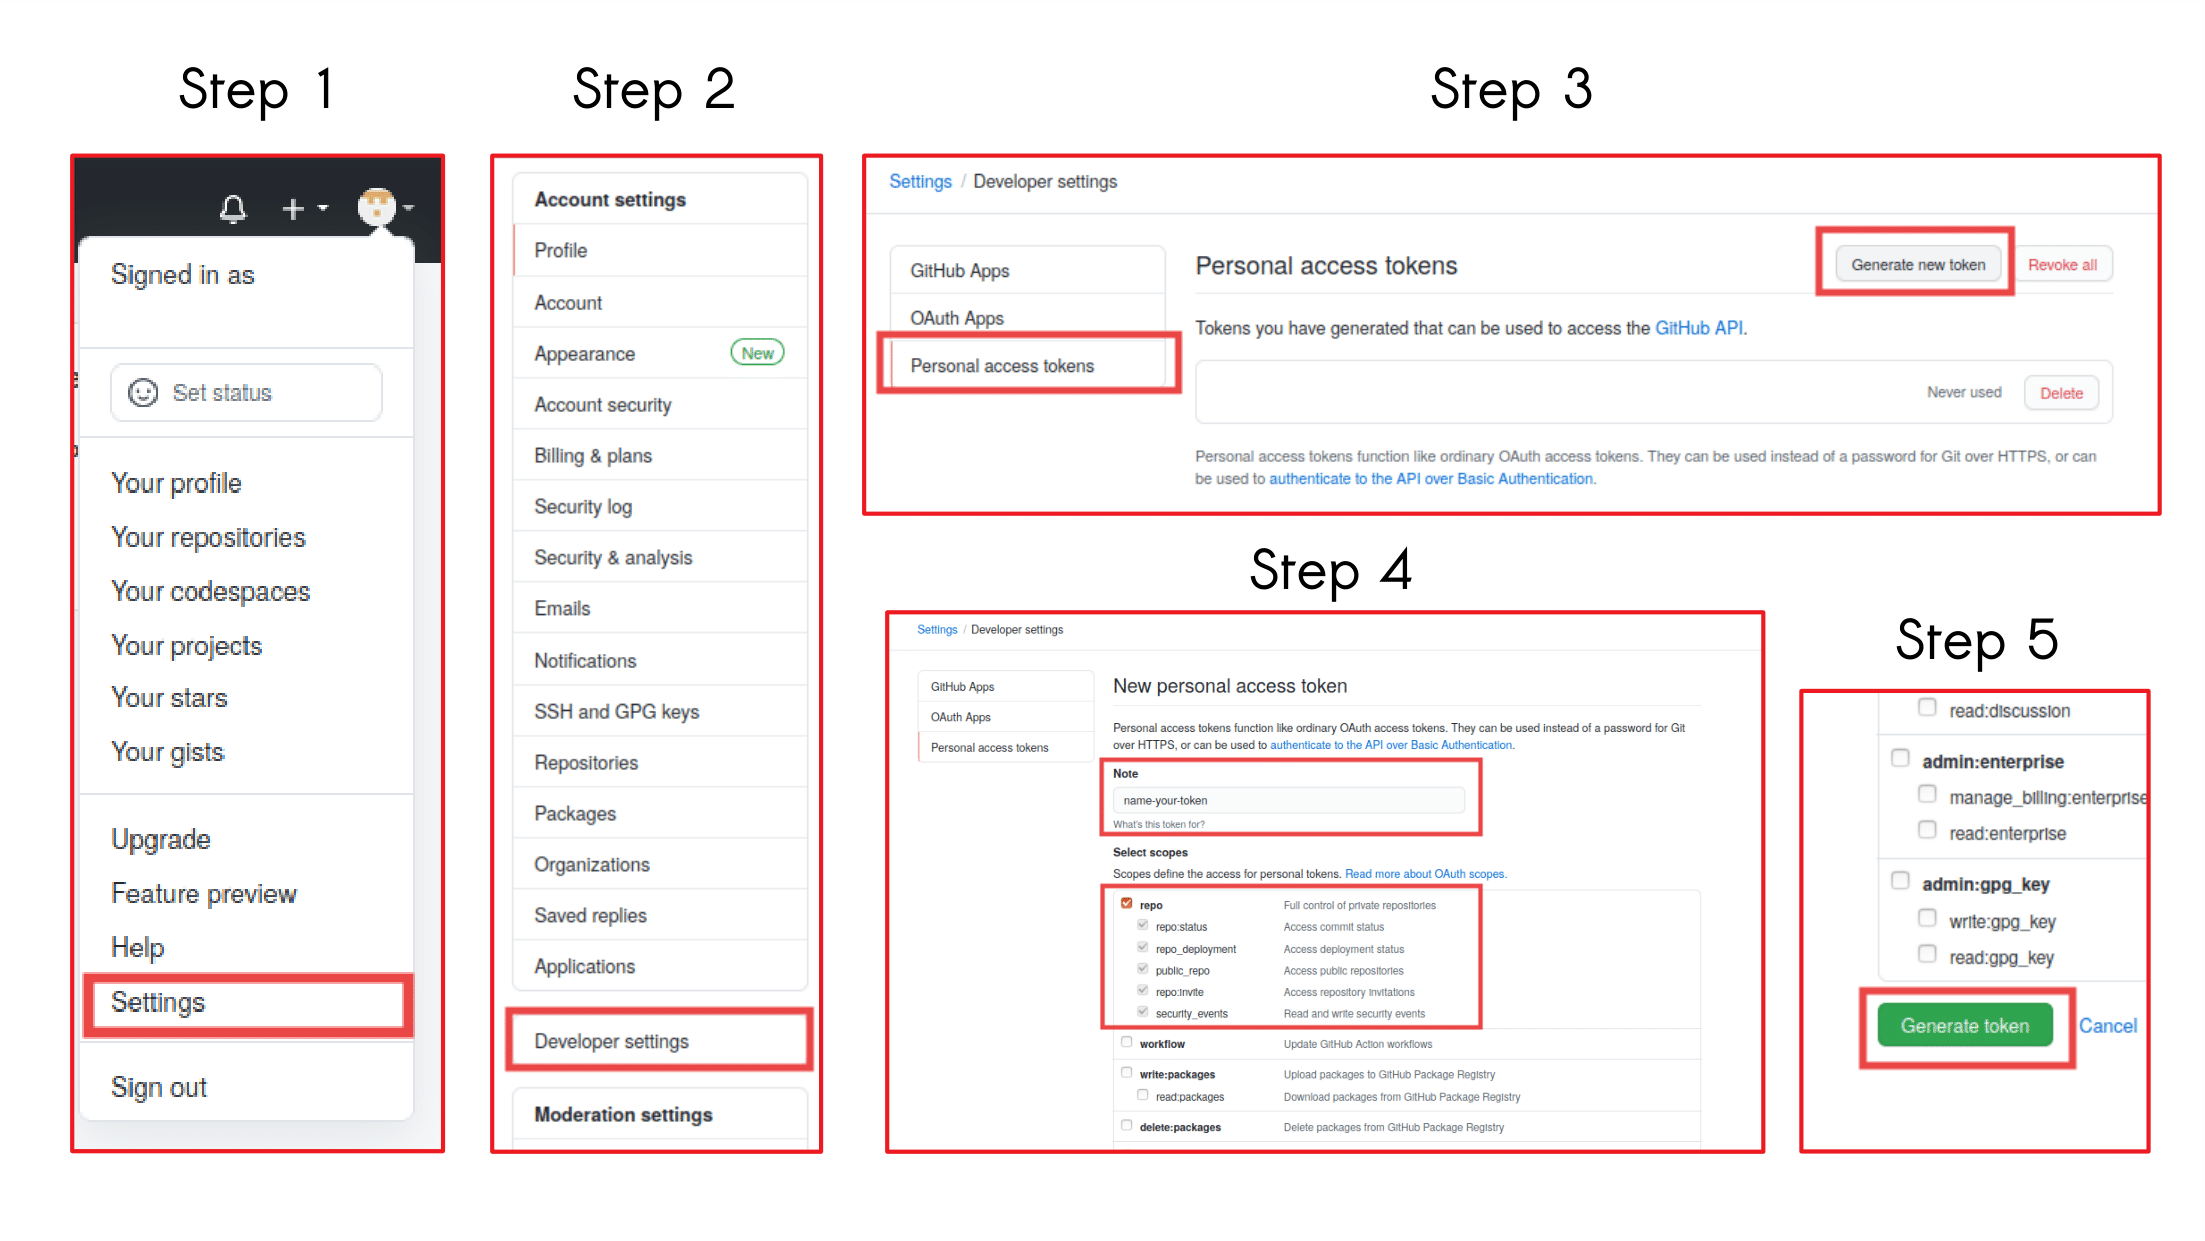 Step 1
Signed in as
Set status
Your profile
Your repositories
Your codespaces
Your projects
Your stars
Your gists
Upgrade
Feature preview
Help
Settings
Sign out
Step 2
Account settings
Profile
Account
Appearance New
Account security
Billing & plans
Security log
Security & analysis
Emails
Notifications
SSH and GPG keys
Repositories
Packages
Organizations
Saved replies
Applications
Developer settings
Moderation settings
Step 3
Settings / Developer settings
GitHub Apps
OAuth Apps
Personal access tokens
Personal access tokens
Generate new token
Revoke all
Tokens you have generated that can be used to access the GitHub API.
Never used
Delete
Personal access tokens function like ordinary OAuth access tokens. They can be used instead of a password for Git over HTTPS, or can
be used to authenticate to the API over Basic Authentication.
Step 4
Settings / Developer settings
GitHub Apps
OAuth Apps
Personal access tokens
New personal access token
Personal access tokens function like ordinary OAuth access tokens. They can be used instead of a password for Git
over HTTPS, or can be used to authenticate to the API over Basic Authentication.
Note
name-your-token
What's this token for?
Select scopes
Scopes define the access for personal tokens. Read more about OAuth scopes.
repo Full control of private repositories
repo:status Access commit status
repo_deployment Access deployment status
public_repo Access public repositories
repo:invite Access repository invitations
security_events Read and write security events
workflow Update GitHub Action workflows
write:packages Upload packages to GitHub Package Registry
read:packages Download packages from GitHub Package Registry
delete:packages Delete packages from GitHub Package Registry
Step 5
read:discussion
admin:enterprise
manage_billing:enterprise
read:enterprise
admin:gpg_key
write:gpg_key
read:gpg_key
Generate token
Cancel